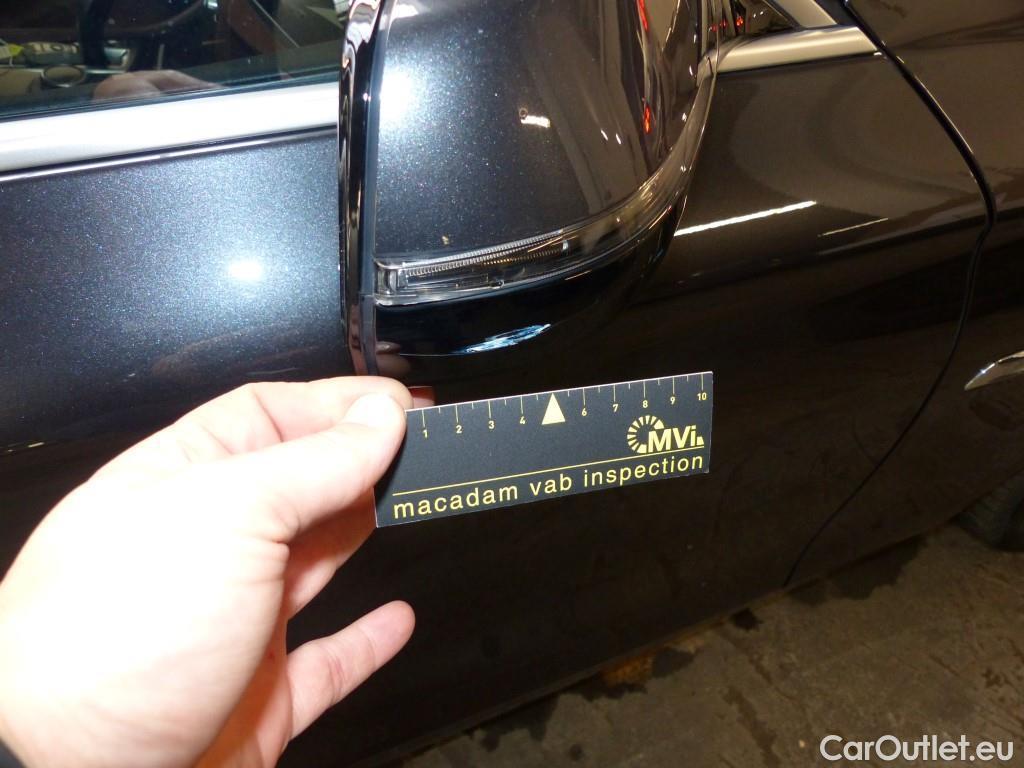 1 2 3 4 6 7 8 9 10
MVi.
macadam vab inspection
CarOutlet.eu